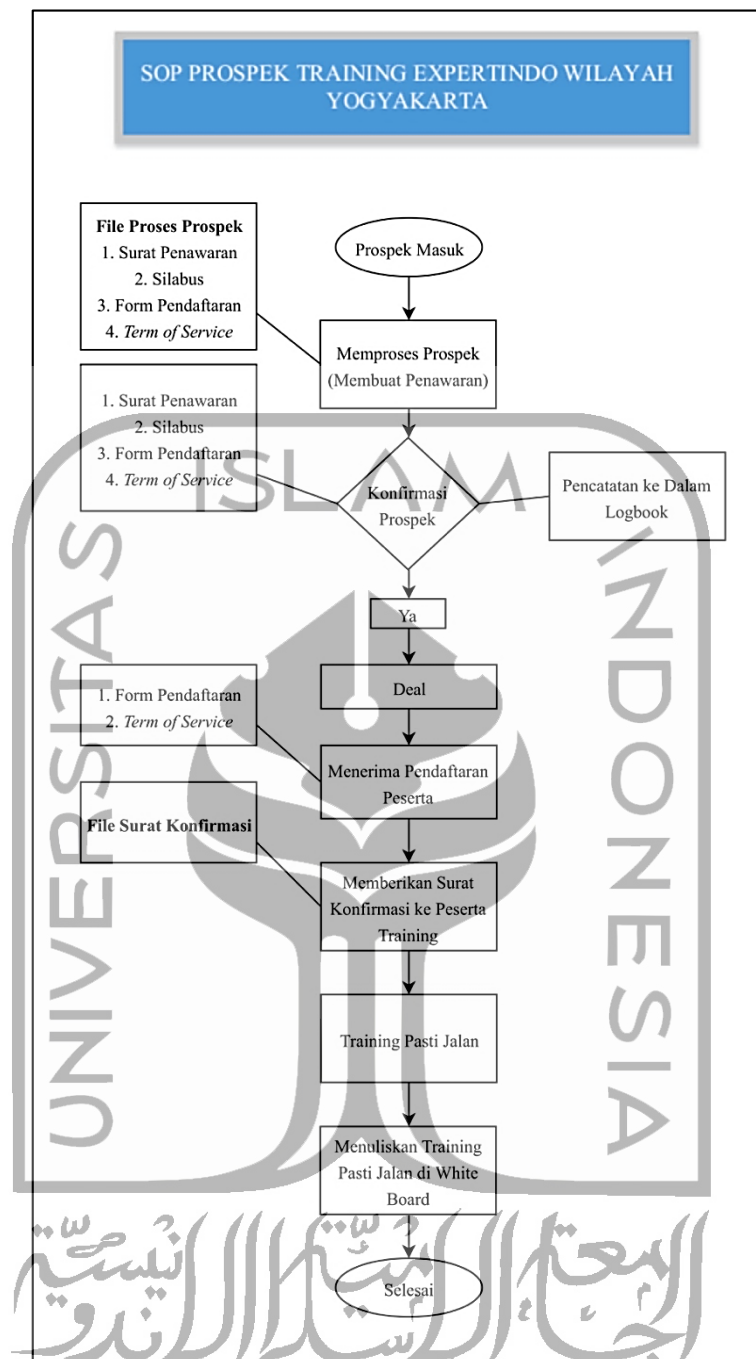 SOP PROSPEK TRAINING EXPERTINDO WILAYAH
YOGYAKARTA
File Proses Prospek
1. Surat Penawaran
2. Silabus
3. Form Pendaftaran
4. Term of Service
Prospek Masuk
Memproses Prospek
(Membuat Penawaran)
1. Surat Penawaran
2. Silabus
3. Form Pendaftaran
4. Term of Service
Konfirmasi
Prospek
Pencatatan ke Dalam
Logbook
Ya
Deal
1. Form Pendaftaran
2. Term of Service
Menerima Pendaftaran
Peserta
File Surat Konfirmasi
Memberikan Surat
Konfirmasi ke Peserta
Training
Training Pasti Jalan
Menuliskan Training
Pasti Jalan di White
Board
Selesai
UNIVERSITAS
ISLAM
INDONESIA